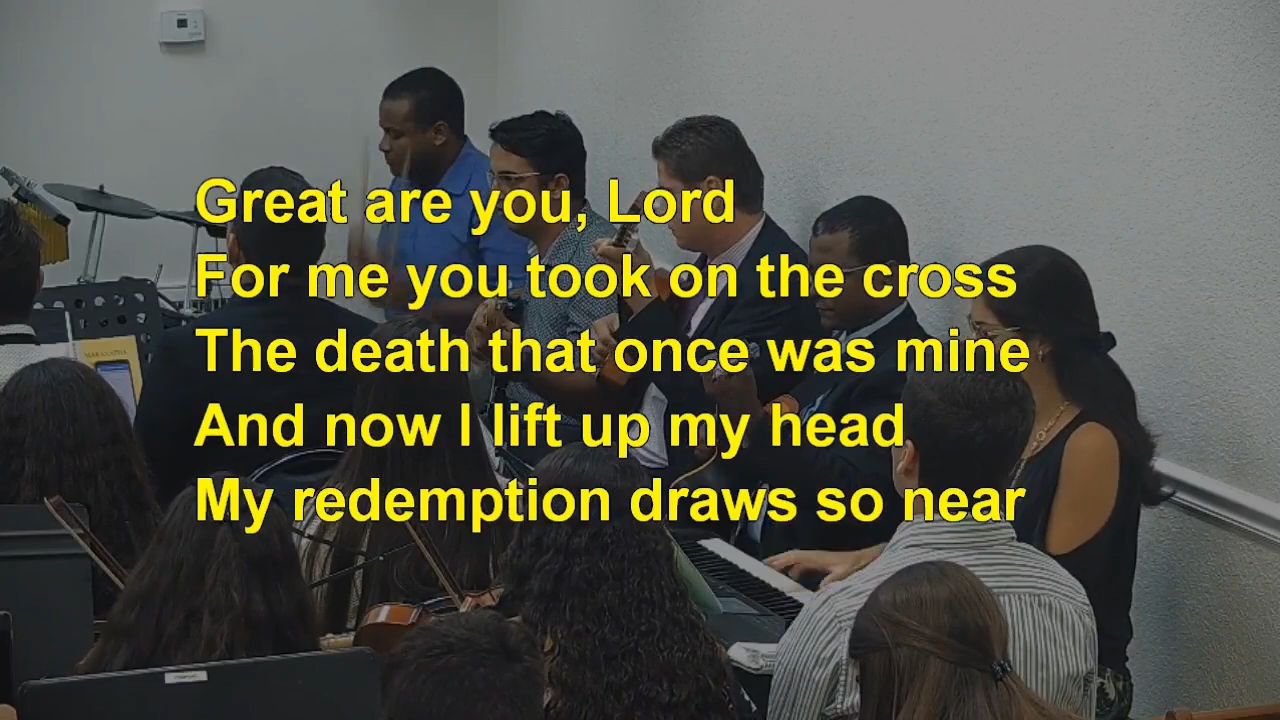 Great are you, Lord
For me you took on the cross
The death that once was mine
And now I lift up my head
My redemption draws so near
MARANATHA